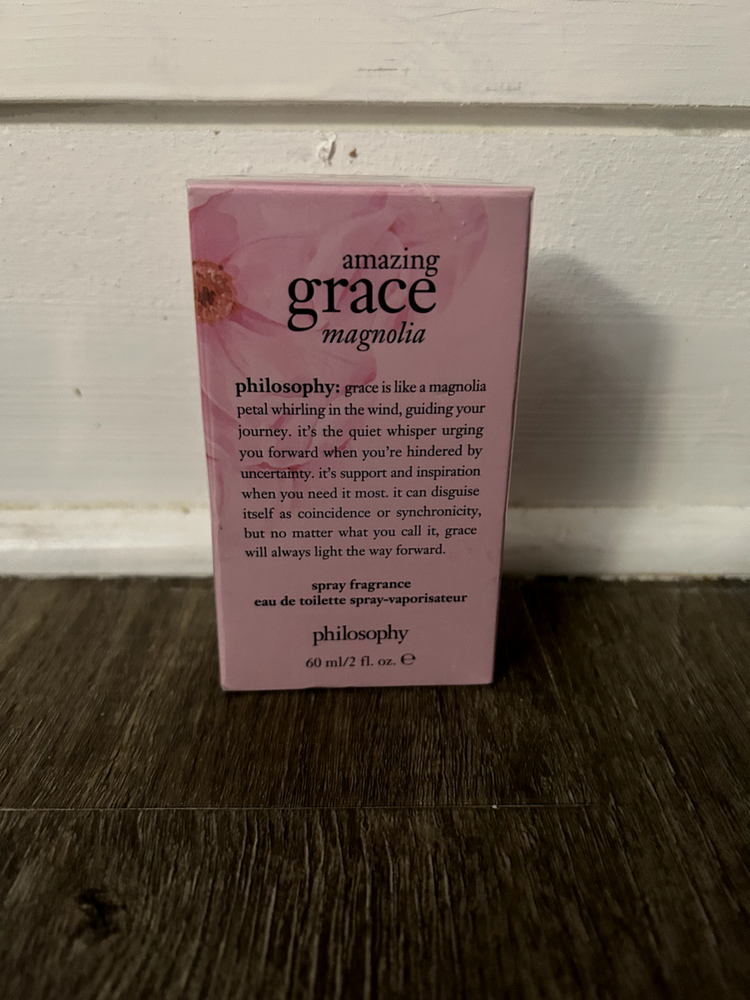 amazing
grace
magnolia
philosophy: grace is like a magnolia
petal whirling in the wind, guiding your
journey. it's the quiet whisper urging
you forward when you're hindered by
uncertainty. it's support and inspiration
when you need it most. it can disguise
itself as coincidence or synchronicity,
but no matter what you call it, grace
will always light the way forward.
spray fragrance
eau de toilette spray-vaporisateur
philosophy
60 ml/2 fl. oz. ℮